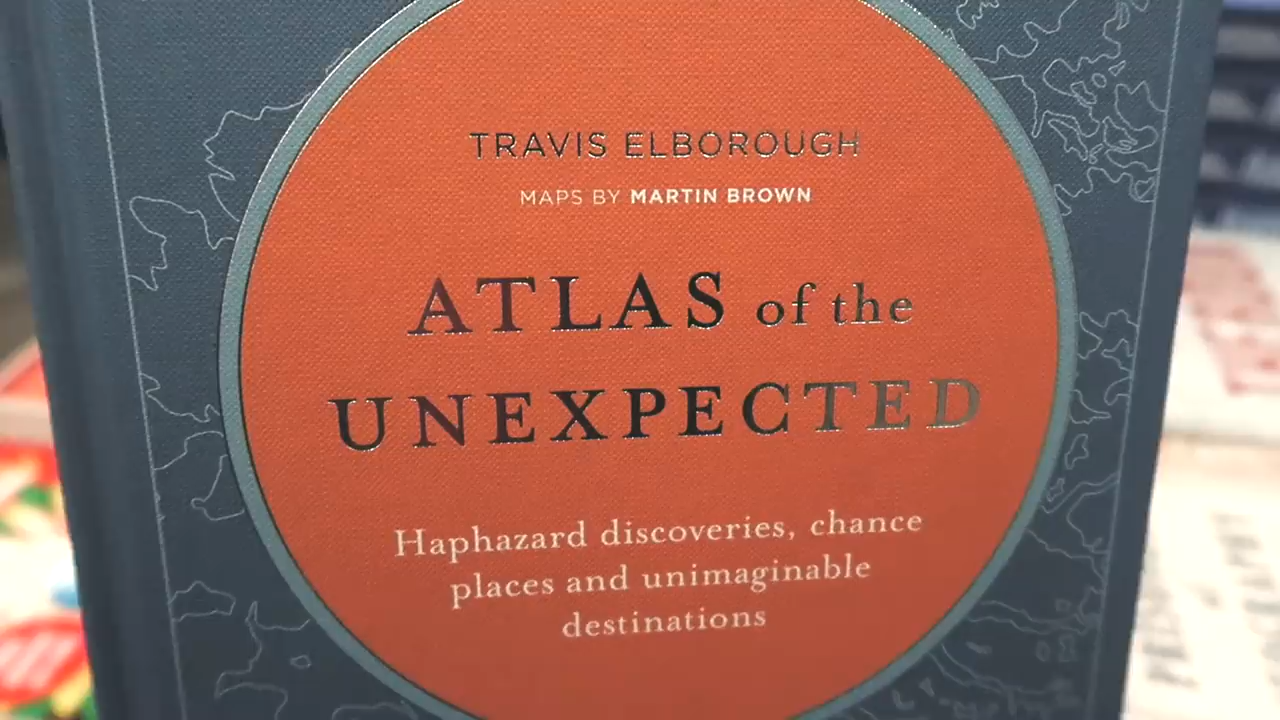 TRAVIS ELBOROUGH
MAPS BY MARTIN BROWN
ATLAS of the
UNEXPECTED
Haphazard discoveries, chance
places and unimaginable
destinations